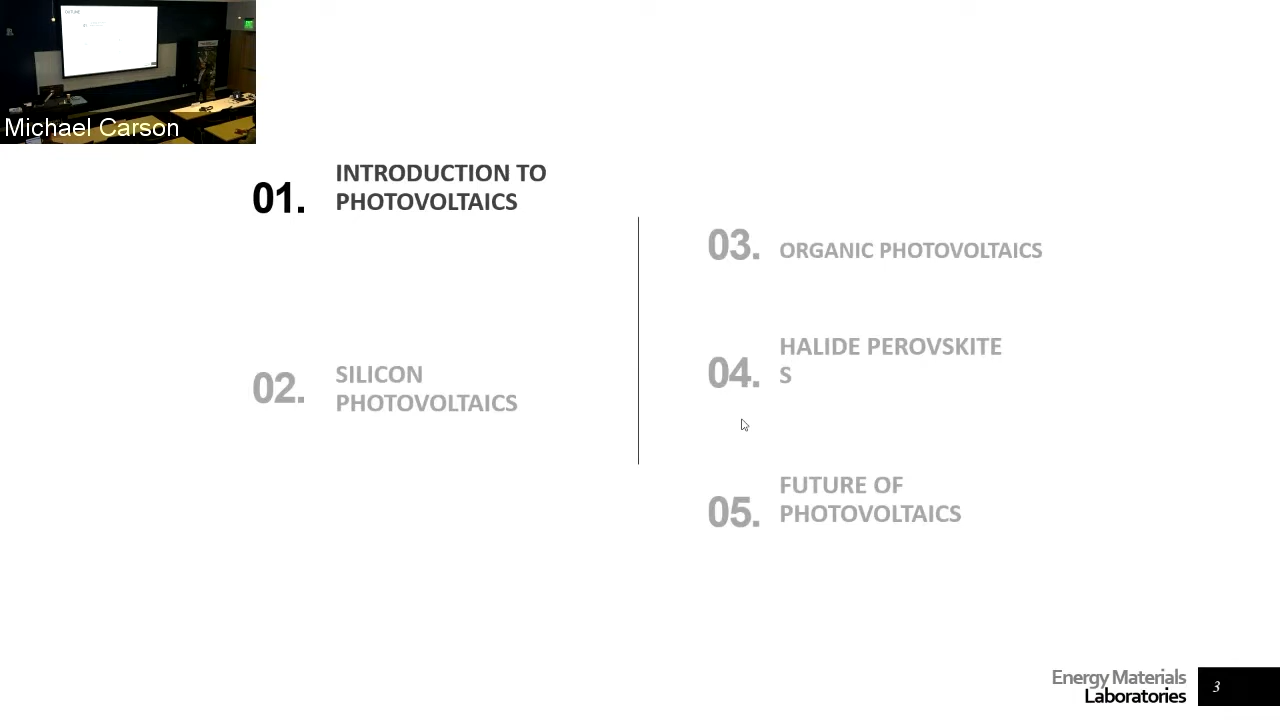 Michael Carson
01.
INTRODUCTION TO
PHOTOVOLTAICS
02.
SILICON
PHOTOVOLTAICS
03.
ORGANIC PHOTOVOLTAICS
04.
HALIDE PEROVSKITE
S
05.
FUTURE OF
PHOTOVOLTAICS
Energy Materials
Laboratories
3